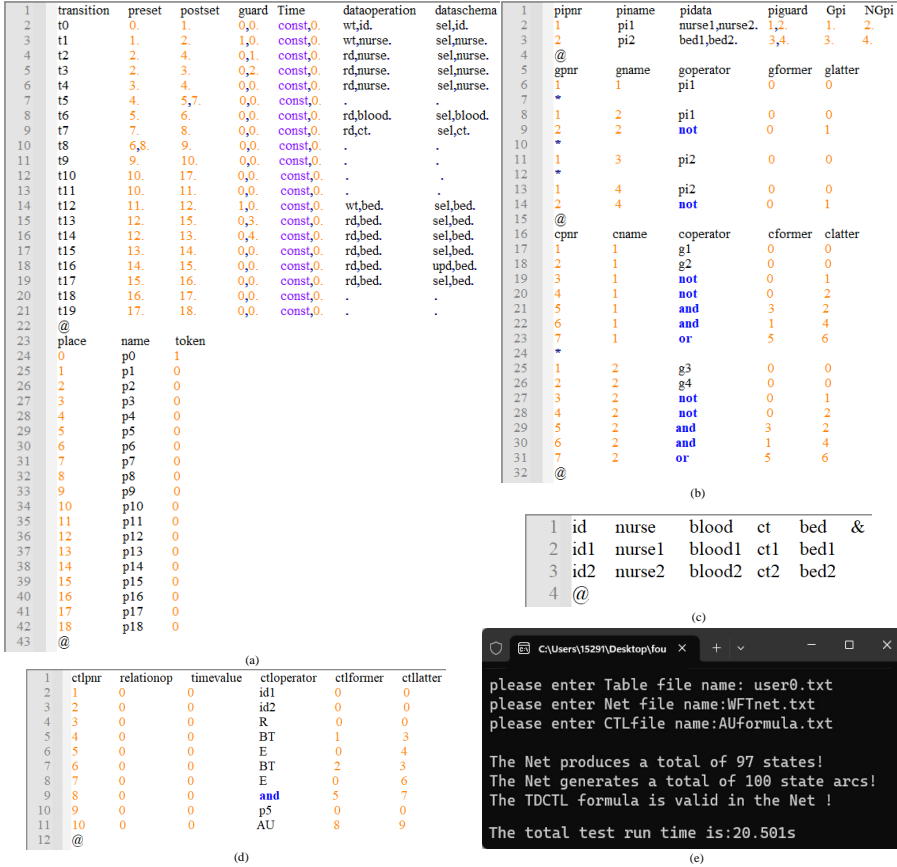 1 transition preset postset guard Time dataoperation dataschema
2 t0 0. 1. 0,0. const,0. wt,id. sel,id.
3 t1 1. 2. 1,0. const,0. wt,nurse. sel,nurse.
4 t2 2. 4. 0,1. const,0. rd,nurse. sel,nurse.
5 t3 2. 3. 0,2. const,0. rd,nurse. sel,nurse.
6 t4 3. 4. 0,0. const,0. rd,nurse. sel,nurse.
7 t5 4. 5,7. 0,0. const,0. . .
8 t6 5. 6. 0,0. const,0. rd,blood. sel,blood.
9 t7 7. 8. 0,0. const,0. rd,ct. sel,ct.
10 t8 6,8. 9. 0,0. const,0. . .
11 t9 9. 10. 0,0. const,0. . .
12 t10 10. 17. 0,0. const,0. . .
13 t11 10. 11. 0,0. const,0. . .
14 t12 11. 12. 1,0. const,0. wt,bed. sel,bed.
15 t13 12. 15. 0,3. const,0. rd,bed. sel,bed.
16 t14 12. 13. 0,4. const,0. rd,bed. sel,bed.
17 t15 13. 14. 0,0. const,0. rd,bed. sel,bed.
18 t16 14. 15. 0,0. const,0. rd,bed. upd,bed.
19 t17 15. 16. 0,0. const,0. rd,bed. sel,bed.
20 t18 16. 17. 0,0. const,0. . .
21 t19 17. 18. 0,0. const,0. . .
22 @
23 place name token
24 0 p0 1
25 1 p1 0
26 2 p2 0
27 3 p3 0
28 4 p4 0
29 5 p5 0
30 6 p6 0
31 7 p7 0
32 8 p8 0
33 9 p9 0
34 10 p10 0
35 11 p11 0
36 12 p12 0
37 13 p13 0
38 14 p14 0
39 15 p15 0
40 16 p16 0
41 17 p17 0
42 18 p18 0
43 @
(a)
1 pipnr piname pidata piguard Gpi NGpi
2 1 pi1 nurse1,nurse2. 1,2. 1. 2.
3 2 pi2 bed1,bed2. 3,4. 3. 4.
4 @
5 gpnr gname goperator gformer glatter
6 1 1 pi1 0 0
7 *
8 1 2 pi1 0 0
9 2 2 not 0 1
10 *
11 1 3 pi2 0 0
12 *
13 1 4 pi2 0 0
14 2 4 not 0 1
15 @
16 cpnr cname coperator cformer clatter
17 1 1 g1 0 0
18 2 1 g2 0 0
19 3 1 not 0 1
20 4 1 not 0 2
21 5 1 and 3 2
22 6 1 and 1 4
23 7 1 or 5 6
24 *
25 1 2 g3 0 0
26 2 2 g4 0 0
27 3 2 not 0 1
28 4 2 not 0 2
29 5 2 and 3 2
30 6 2 and 1 4
31 7 2 or 5 6
32 @
(b)
1 id nurse blood ct bed &
2 id1 nurse1 blood1 ct1 bed1
3 id2 nurse2 blood2 ct2 bed2
4 @
(c)
1 ctlpnr relationop timevalue ctloperator ctlformer ctllatter
2 1 0 0 id1 0 0
3 2 0 0 id2 0 0
4 3 0 0 R 0 0
5 4 0 0 BT 1 3
6 5 0 0 E 0 4
7 6 0 0 BT 2 3
8 7 0 0 E 0 6
9 8 0 0 and 5 7
10 9 0 0 p5 0 0
11 10 0 0 AU 8 9
12 @
(d)
C:\Users\15291\Desktop\fou
please enter Table file name: user0.txt
please enter Net file name:WFTnet.txt
please enter CTLfile name:AUformula.txt
The Net produces a total of 97 states!
The Net generates a total of 100 state arcs!
The TDCTL formula is valid in the Net !
The total test run time is:20.501s
(e)